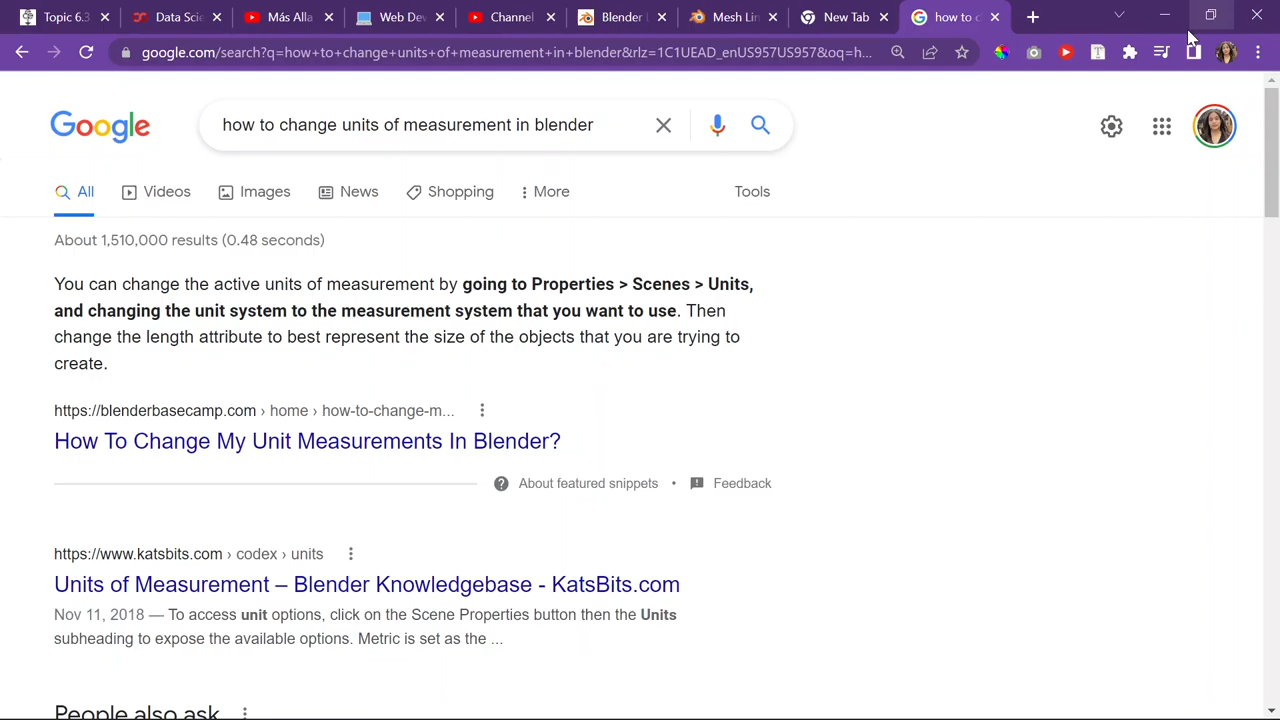 Topic 6.3
Data Scie
Más Alla
Web Dev
Channel
Blender
Mesh Lin
New Tab
how to c
google.com/search?q=how+to+change+units+of+measurement+in+blender&rlz=1C1UEAD_enUS957US957&oq=h...
Google
how to change units of measurement in blender
All
Videos
Images
News
Shopping
More
Tools
About 1,510,000 results (0.48 seconds)
You can change the active units of measurement by going to Properties > Scenes > Units,
and changing the unit system to the measurement system that you want to use. Then
change the length attribute to best represent the size of the objects that you are trying to
create.
https://blenderbasecamp.com › home › how-to-change-m...
How To Change My Unit Measurements In Blender?
About featured snippets • Feedback
https://www.katsbits.com › codex › units
Units of Measurement – Blender Knowledgebase - KatsBits.com
Nov 11, 2018 — To access unit options, click on the Scene Properties button then the Units
subheading to expose the available options. Metric is set as the ...
People also ask